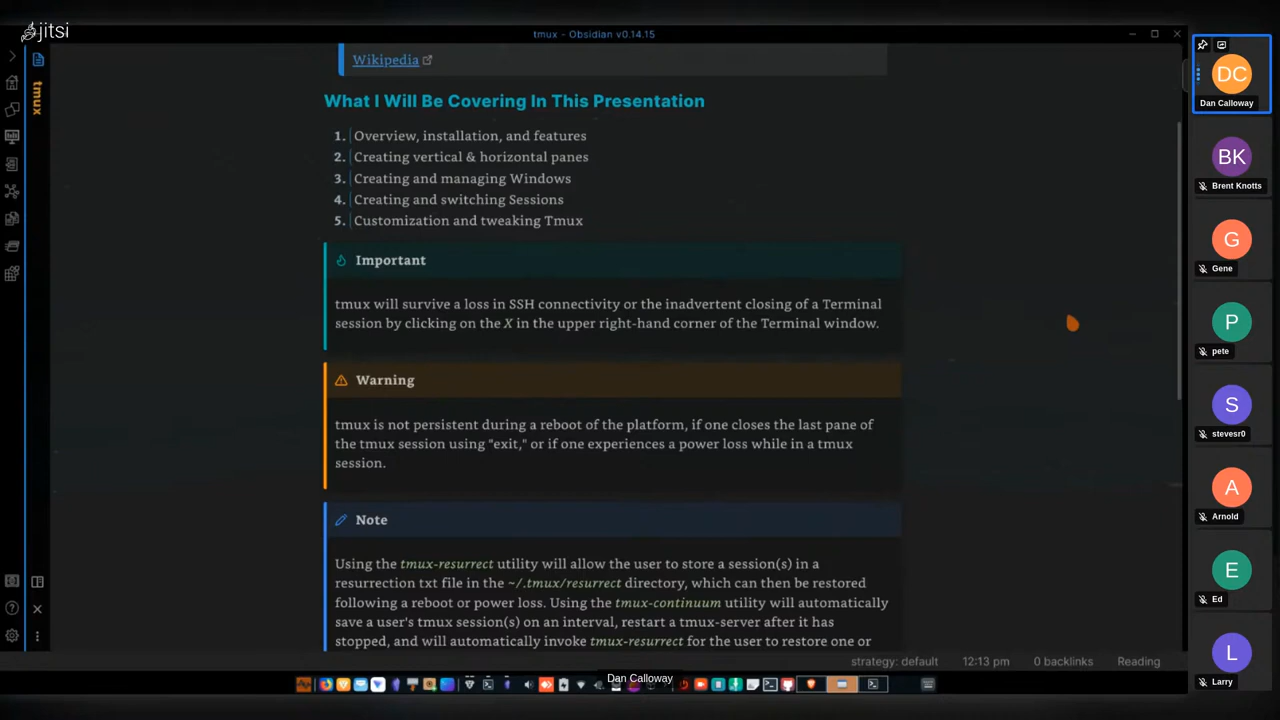 jitsi
tmux - Obsidian v0.14.15
tmux
Wikipedia
What I Will Be Covering In This Presentation
1. Overview, installation, and features
2. Creating vertical & horizontal panes
3. Creating and managing Windows
4. Creating and switching Sessions
5. Customization and tweaking Tmux
Important
tmux will survive a loss in SSH connectivity or the inadvertent closing of a Terminal
session by clicking on the X in the upper right-hand corner of the Terminal window.
Warning
tmux is not persistent during a reboot of the platform, if one closes the last pane of
the tmux session using "exit," or if one experiences a power loss while in a tmux
session.
Note
Using the tmux-resurrect utility will allow the user to store a session(s) in a
resurrection txt file in the ~/.tmux/resurrect directory, which can then be restored
following a reboot or power loss. Using the tmux-continuum utility will automatically
save a user's tmux session(s) on an interval, restart a tmux-server after it has
stopped, and will automatically invoke tmux-resurrect for the user to restore one or
strategy: default 12:13 pm 0 backlinks Reading
Dan Calloway
DC
Dan Calloway
BK
Brent Knotts
G
Gene
P
pete
S
stevesr0
A
Arnold
E
Ed
L
Larry